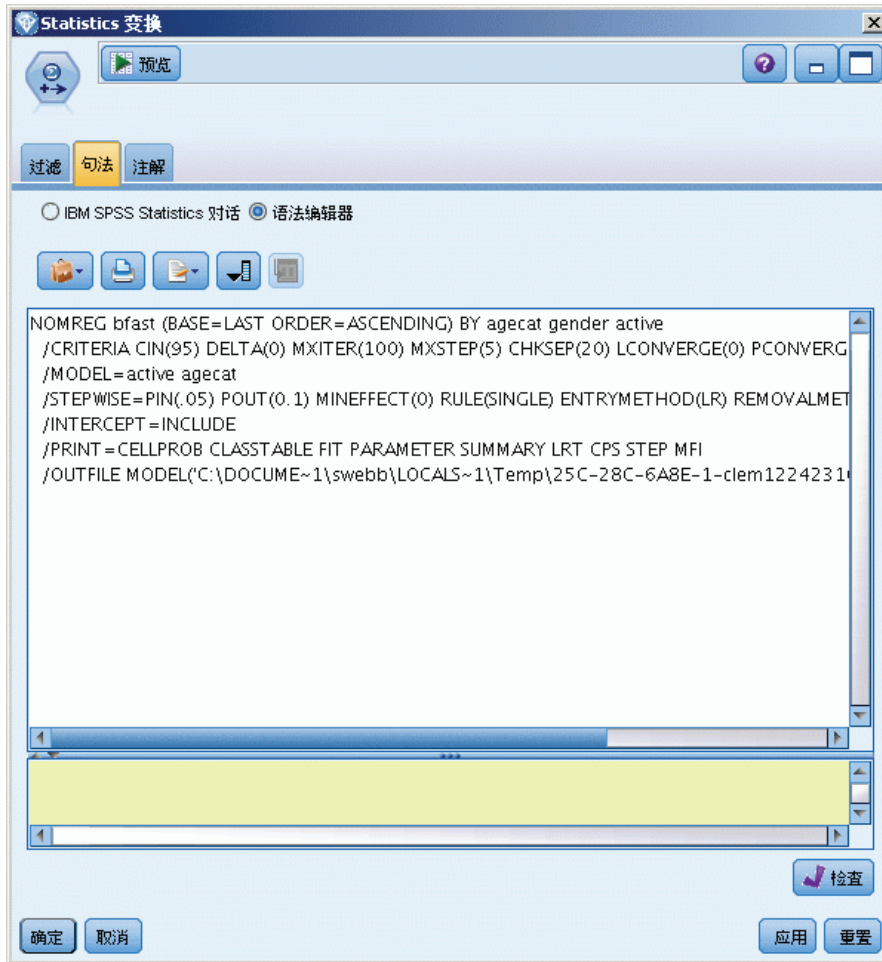 Statistics 变换
预览
过滤 句法 注解
IBM SPSS Statistics 对话 语法编辑器
NOMREG bfast (BASE=LAST ORDER=ASCENDING) BY agecat gender active
/CRITERIA CIN(95) DELTA(0) MXITER(100) MXSTEP(5) CHKSEP(20) LCONVERGE(0) PCONVERG
/MODEL=active agecat
/STEPWISE=PIN(.05) POUT(0.1) MINEFFECT(0) RULE(SINGLE) ENTRYMETHOD(LR) REMOVALMET
/INTERCEPT=INCLUDE
/PRINT=CELLPROB CLASSTABLE FIT PARAMETER SUMMARY LRT CPS STEP MFI
/OUTFILE MODEL('C:\DOCUME~1\swebb\LOCALS~1\Temp\25C-28C-6A8E-1-clem12242310
检查
确定 取消 应用 重置